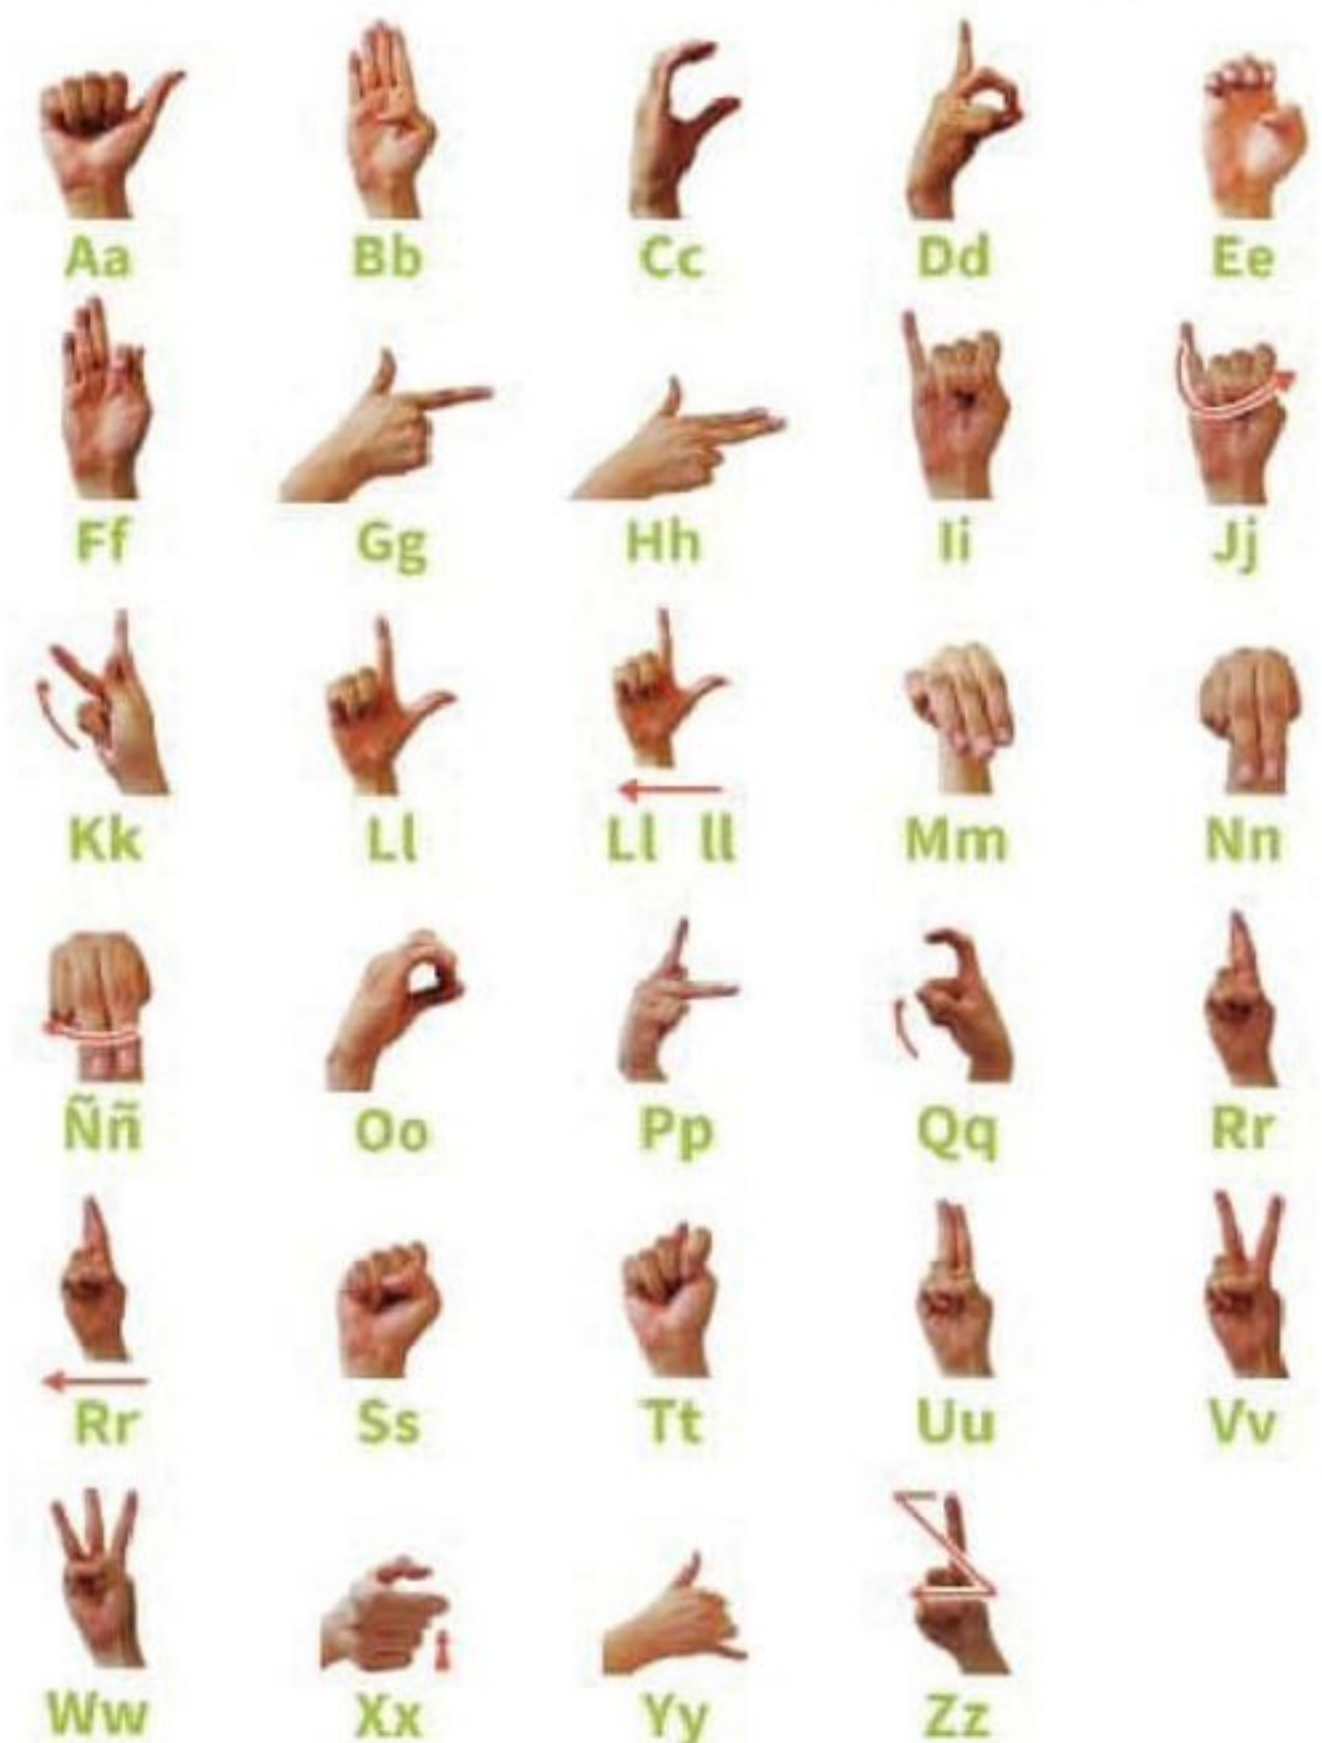 Aa Bb Cc Dd Ee
Ff Gg Hh Ii Jj
Kk Ll Ll ll Mm Nn
Ññ Oo Pp Qq Rr
Rr Ss Tt Uu Vv
Ww Xx Yy Zz